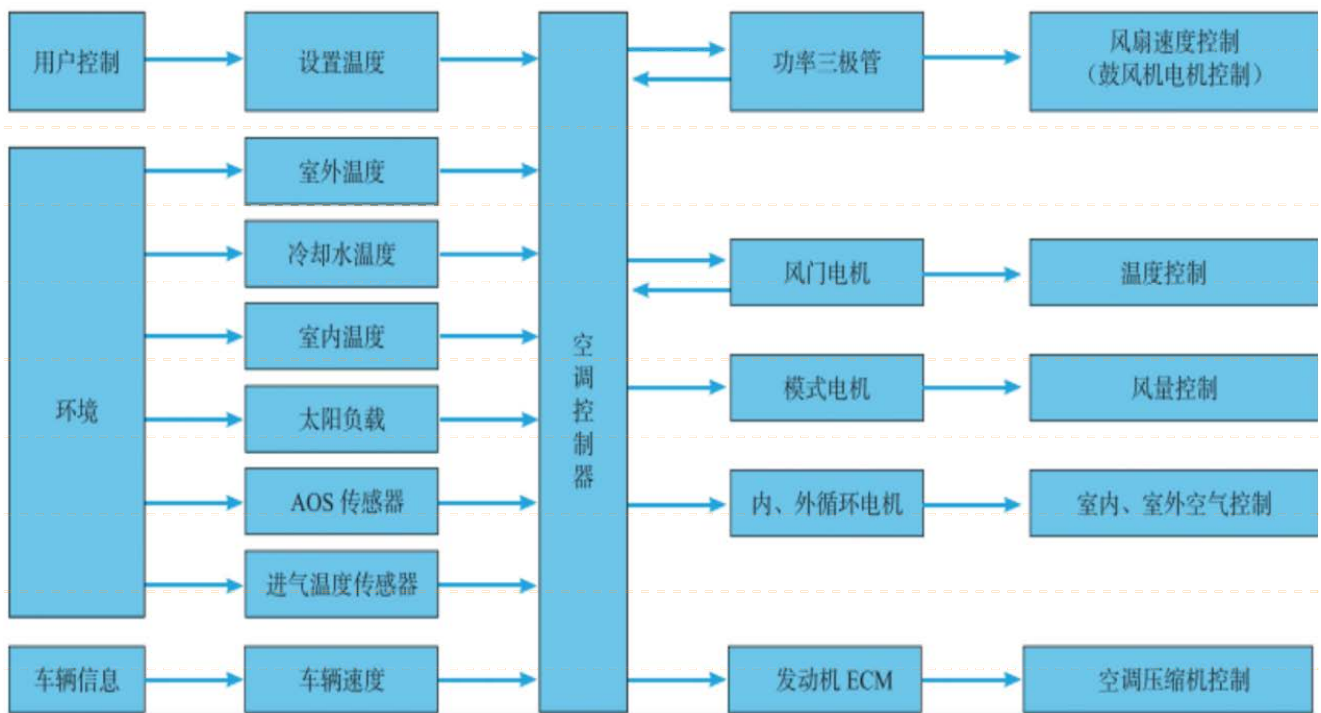 用户控制
设置温度
功率三极管
风扇速度控制
（鼓风机电机控制）
环境
室外温度
冷却水温度
室内温度
太阳负载
AOS 传感器
进气温度传感器
空调控制器
风门电机
温度控制
模式电机
风量控制
内、外循环电机
室内、室外空气控制
车辆信息
车辆速度
发动机 ECM
空调压缩机控制